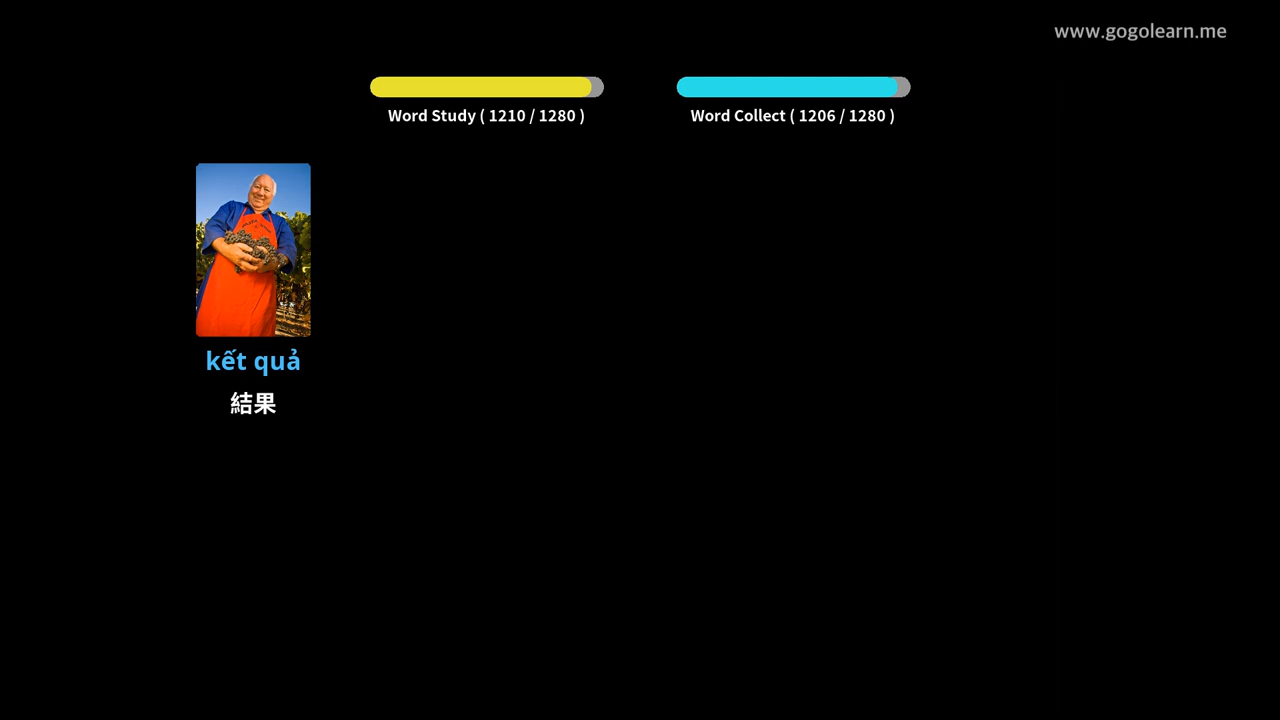 www.gogolearn.me
Word Study ( 1210 / 1280 )
Word Collect ( 1206 / 1280 )
kết quả
結果